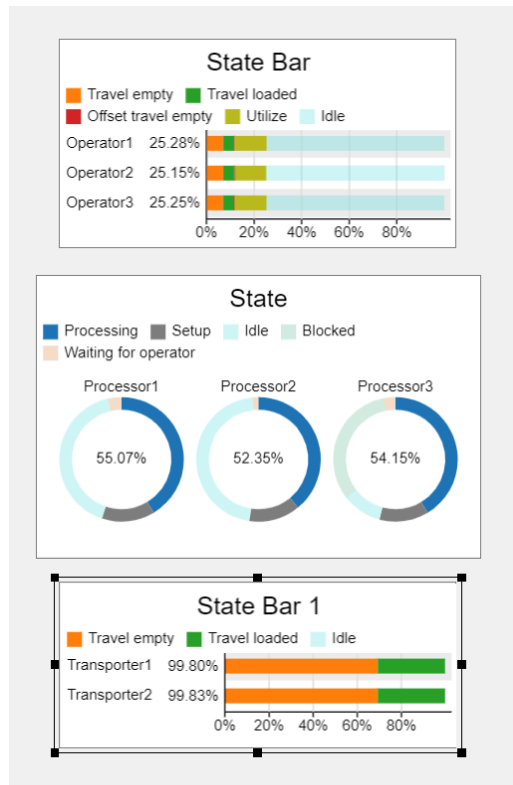 State Bar
Travel empty Travel loaded
Offset travel empty Utilize Idle
Operator1 25.28%
Operator2 25.15%
Operator3 25.25%
0% 20% 40% 60% 80%
State
Processing Setup Idle Blocked
Waiting for operator
Processor1 Processor2 Processor3
55.07% 52.35% 54.15%
State Bar 1
Travel empty Travel loaded Idle
Transporter1 99.80%
Transporter2 99.83%
0% 20% 40% 60% 80%